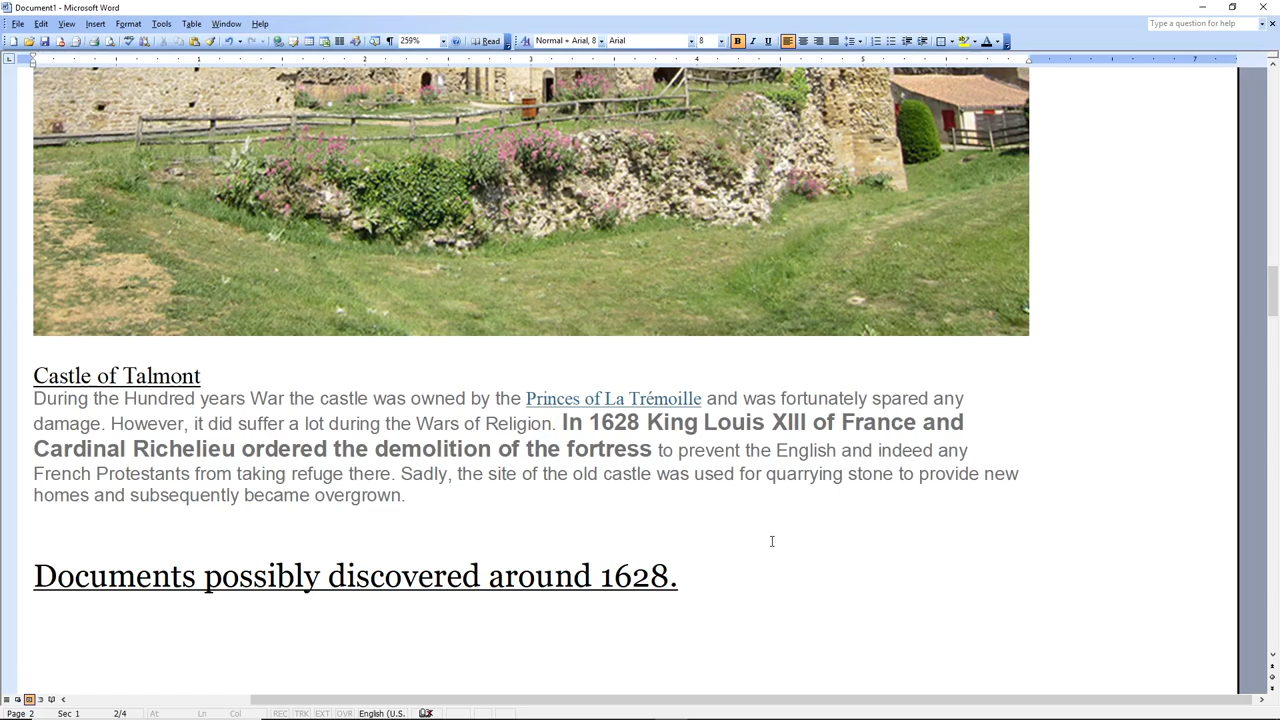 Document1 - Microsoft Word
File Edit View Insert Format Tools Table Window Help
Type a question for help
259% Read Normal + Arial, 8 Arial 8 B I U
1 2 3 4 5 7
Castle of Talmont
During the Hundred years War the castle was owned by the Princes of La Trémoille and was fortunately spared any
damage. However, it did suffer a lot during the Wars of Religion. In 1628 King Louis XIII of France and
Cardinal Richelieu ordered the demolition of the fortress to prevent the English and indeed any
French Protestants from taking refuge there. Sadly, the site of the old castle was used for quarrying stone to provide new
homes and subsequently became overgrown.
Documents possibly discovered around 1628.
Page 2 Sec 1 2/4 At Ln Col REC TRK EXT OVR English (U.S.